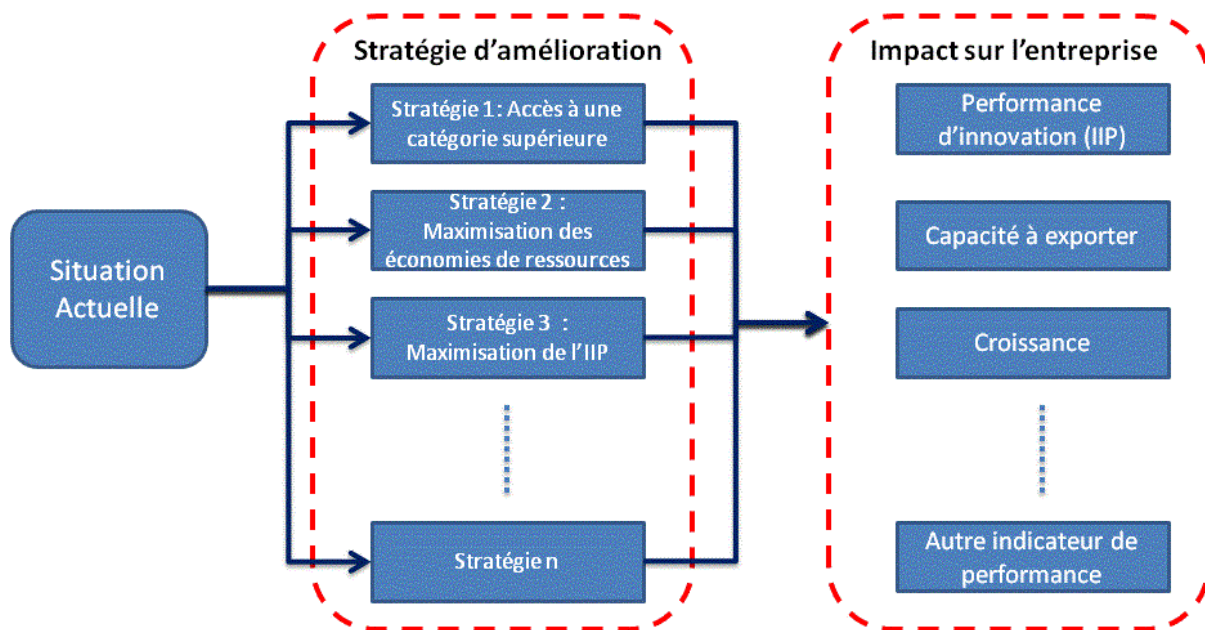 Stratégie d'amélioration
Impact sur l'entreprise
Situation
Actuelle
Stratégie 1: Accès à une
catégorie supérieure
Stratégie 2 :
Maximisation des
économies de ressources
Stratégie 3 :
Maximisation de l'IIP
Stratégie n
Performance
d'innovation (IIP)
Capacité à exporter
Croissance
Autre indicateur de
performance